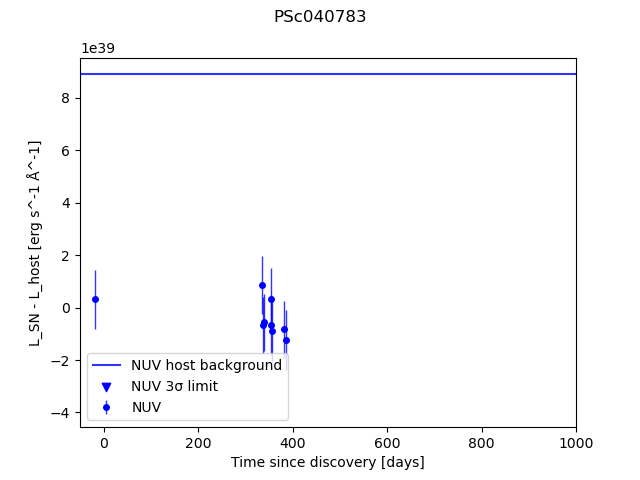 PSc040783
1e39
L_SN - L_host [erg s^-1 Å^-1]
8
6
4
2
0
−2
−4
NUV host background
NUV 3σ limit
NUV
0 200 400 600 800 1000
Time since discovery [days]